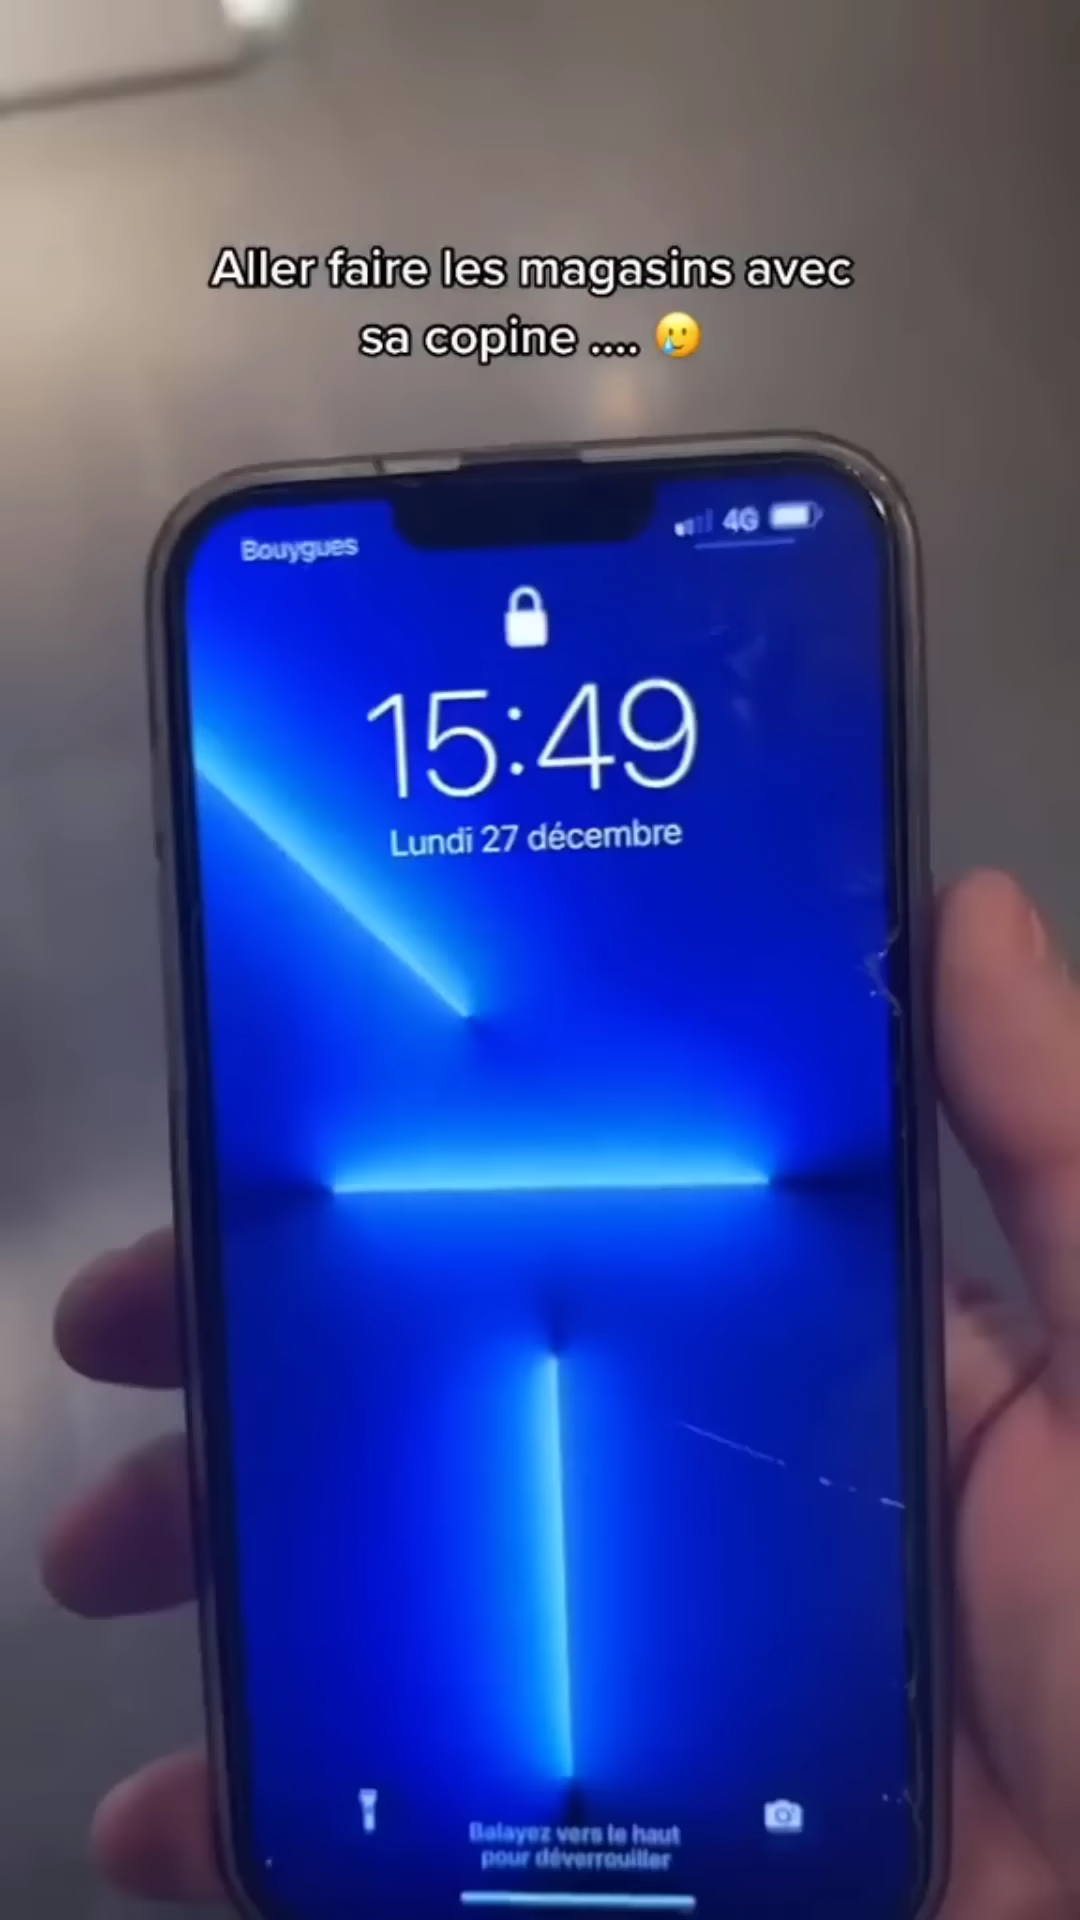 Aller faire les magasins avec
sa copine .... 🥲
Bouygues
4G
15:49
Lundi 27 décembre
Balayez vers le haut
pour déverrouiller